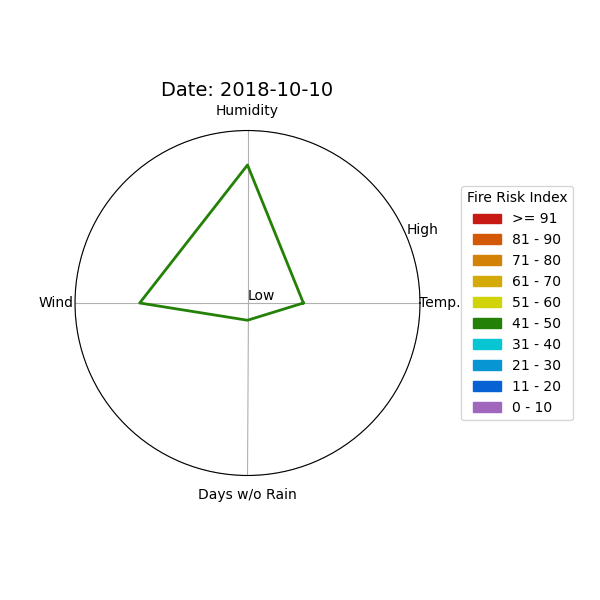 Date: 2018-10-10
Humidity
High
Low
Wind
Temp.
Days w/o Rain
Fire Risk Index
>= 91
81 - 90
71 - 80
61 - 70
51 - 60
41 - 50
31 - 40
21 - 30
11 - 20
0 - 10